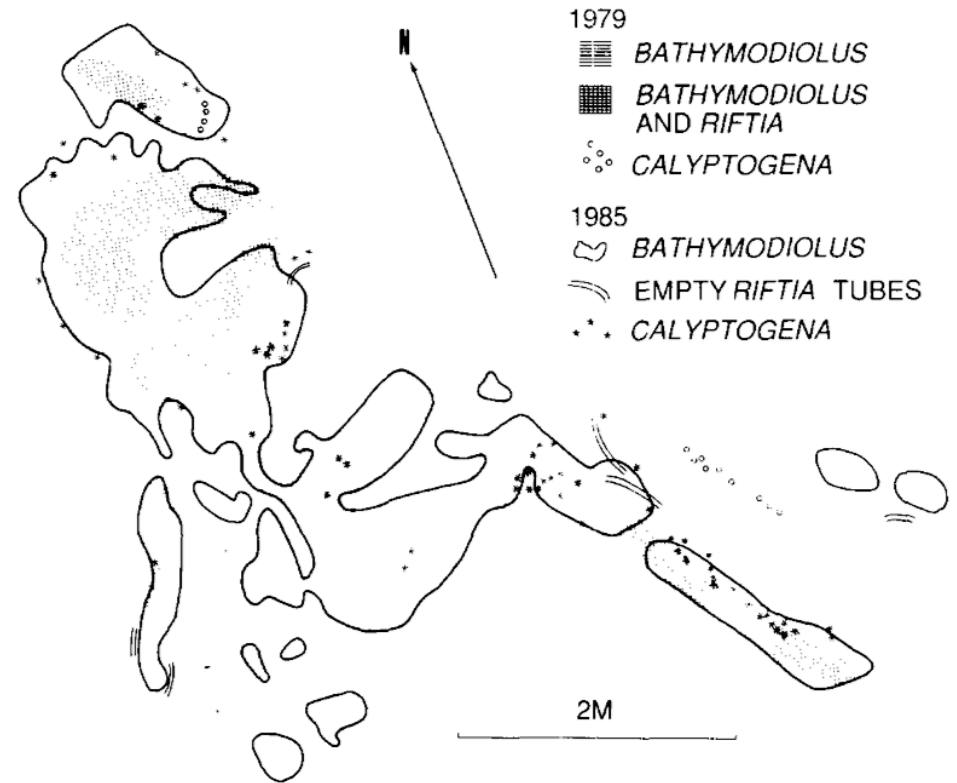 N
1979
BATHYMODIOLUS
BATHYMODIOLUS
AND RIFTIA
CALYPTOGENA
1985
BATHYMODIOLUS
EMPTY RIFTIA TUBES
CALYPTOGENA
2M